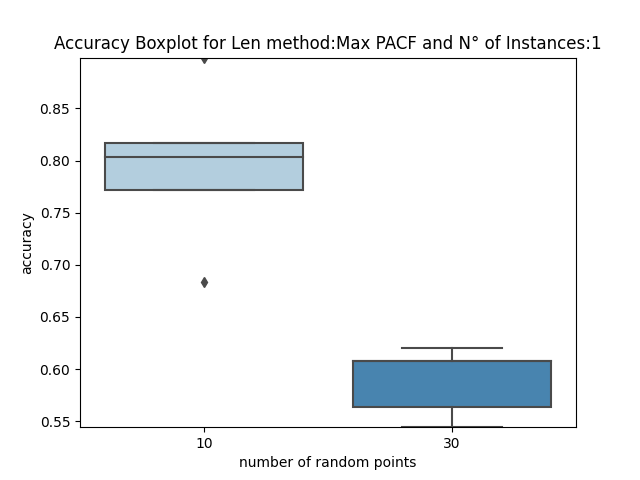 Accuracy Boxplot for Len method:Max PACF and N° of Instances:1
accuracy
0.85
0.80
0.75
0.70
0.65
0.60
0.55
10 30
number of random points